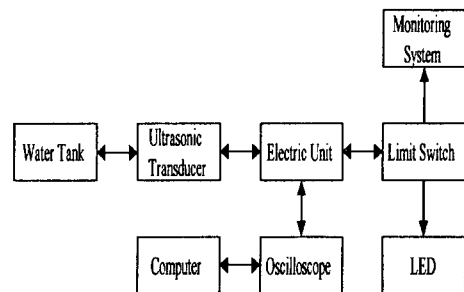 Monitoring
System
Water Tank
Ultrasonic
Transducer
Electric Unit
Limit Switch
Computer
Oscilloscope
LED